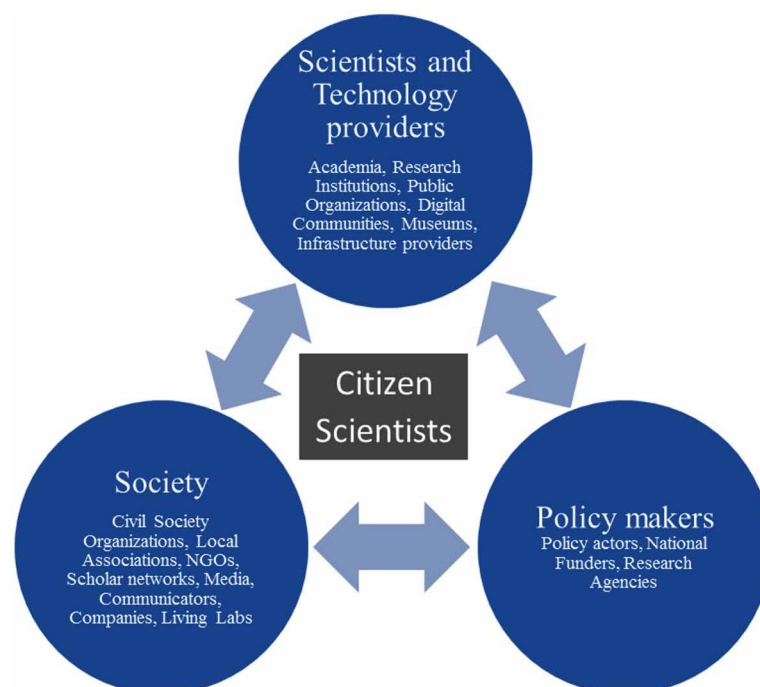 Scientists and
Technology
providers
Academia, Research
Institutions, Public
Organizations, Digital
Communities, Museums,
Infrastructure providers
Citizen
Scientists
Society
Civil Society
Organizations, Local
Associations, NGOs,
Scholar networks, Media,
Communicators,
Companies, Living Labs
Policy makers
Policy actors, National
Funders, Research
Agencies